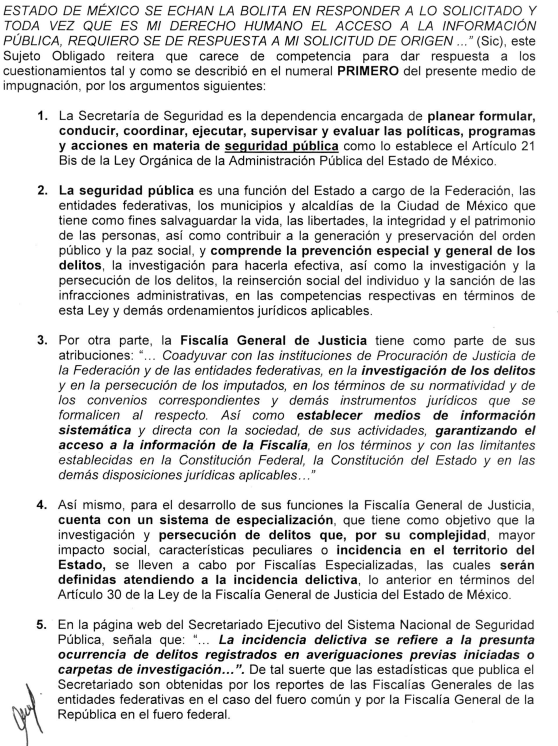 ESTADO DE MÉXICO SE ECHAN LA BOLITA EN RESPONDER A LO SOLICITADO Y
TODA VEZ QUE ES MI DERECHO HUMANO EL ACCESO A LA INFORMACIÓN
PÚBLICA, REQUIERO SE DE RESPUESTA A MI SOLICITUD DE ORIGEN ..." (Sic), este
Sujeto Obligado reitera que carece de competencia para dar respuesta a los
cuestionamientos tal y como se describió en el numeral PRIMERO del presente medio de
impugnación, por los argumentos siguientes:
1. La Secretaría de Seguridad es la dependencia encargada de planear formular,
conducir, coordinar, ejecutar, supervisar y evaluar las políticas, programas
y acciones en materia de seguridad pública como lo establece el Artículo 21
Bis de la Ley Orgánica de la Administración Pública del Estado de México.
2. La seguridad pública es una función del Estado a cargo de la Federación, las
entidades federativas, los municipios y alcaldías de la Ciudad de México que
tiene como fines salvaguardar la vida, las libertades, la integridad y el patrimonio
de las personas, así como contribuir a la generación y preservación del orden
público y la paz social, y comprende la prevención especial y general de los
delitos, la investigación para hacerla efectiva, así como la investigación y la
persecución de los delitos, la reinserción social del individuo y la sanción de las
infracciones administrativas, en las competencias respectivas en términos de
esta Ley y demás ordenamientos jurídicos aplicables.
3. Por otra parte, la Fiscalía General de Justicia tiene como parte de sus
atribuciones: "... Coadyuvar con las instituciones de Procuración de Justicia de
la Federación y de las entidades federativas, en la investigación de los delitos
y en la persecución de los imputados, en los términos de su normatividad y de
los convenios correspondientes y demás instrumentos jurídicos que se
formalicen al respecto. Así como establecer medios de información
sistemática y directa con la sociedad, de sus actividades, garantizando el
acceso a la información de la Fiscalía, en los términos y con las limitantes
establecidas en la Constitución Federal, la Constitución del Estado y en las
demás disposiciones jurídicas aplicables..."
4. Así mismo, para el desarrollo de sus funciones la Fiscalía General de Justicia,
cuenta con un sistema de especialización, que tiene como objetivo que la
investigación y persecución de delitos que, por su complejidad, mayor
impacto social, características peculiares o incidencia en el territorio del
Estado, se lleven a cabo por Fiscalías Especializadas, las cuales serán
definidas atendiendo a la incidencia delictiva, lo anterior en términos del
Artículo 30 de la Ley de la Fiscalía General de Justicia del Estado de México.
5. En la página web del Secretariado Ejecutivo del Sistema Nacional de Seguridad
Pública, señala que: "... La incidencia delictiva se refiere a la presunta
ocurrencia de delitos registrados en averiguaciones previas iniciadas o
carpetas de investigación...". De tal suerte que las estadísticas que publica el
Secretariado son obtenidas por los reportes de las Fiscalías Generales de las
entidades federativas en el caso del fuero común y por la Fiscalía General de la
República en el fuero federal.